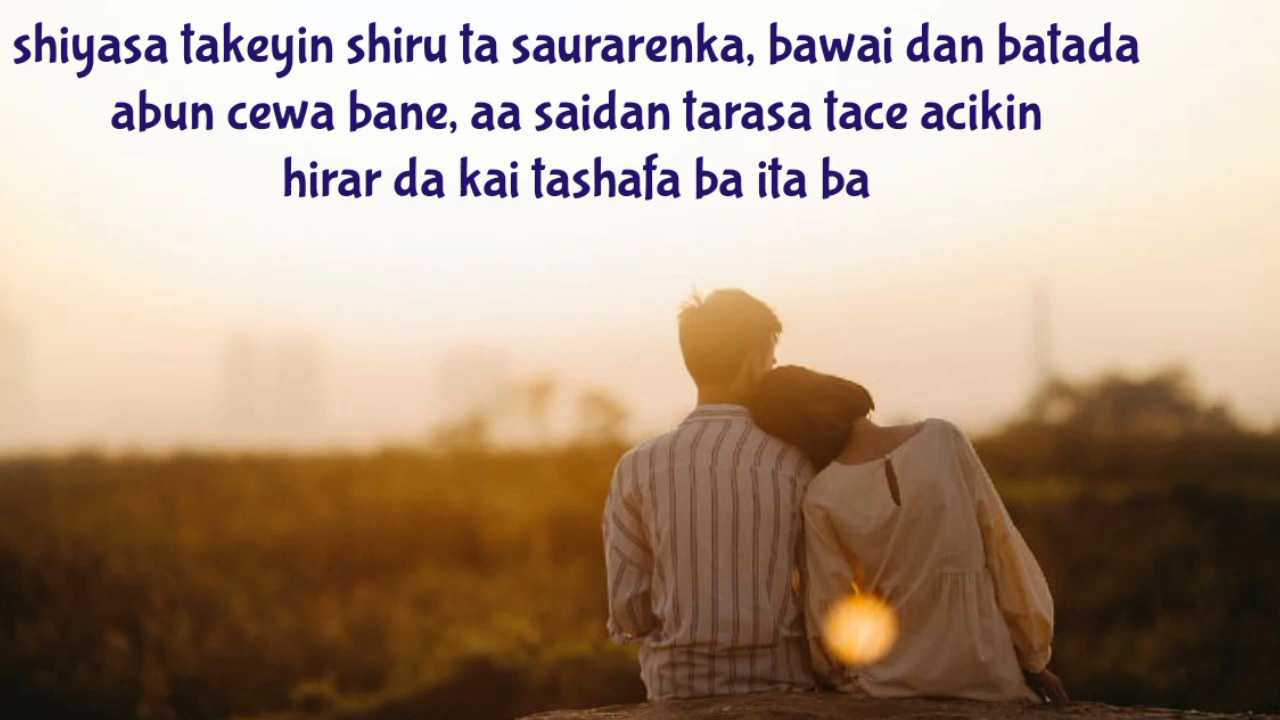 shiyasa takeyin shiru ta saurarenka, bawai dan batada
abun cewa bane, aa saidan tarasa tace acikin
hirar da kai tashafa ba ita ba